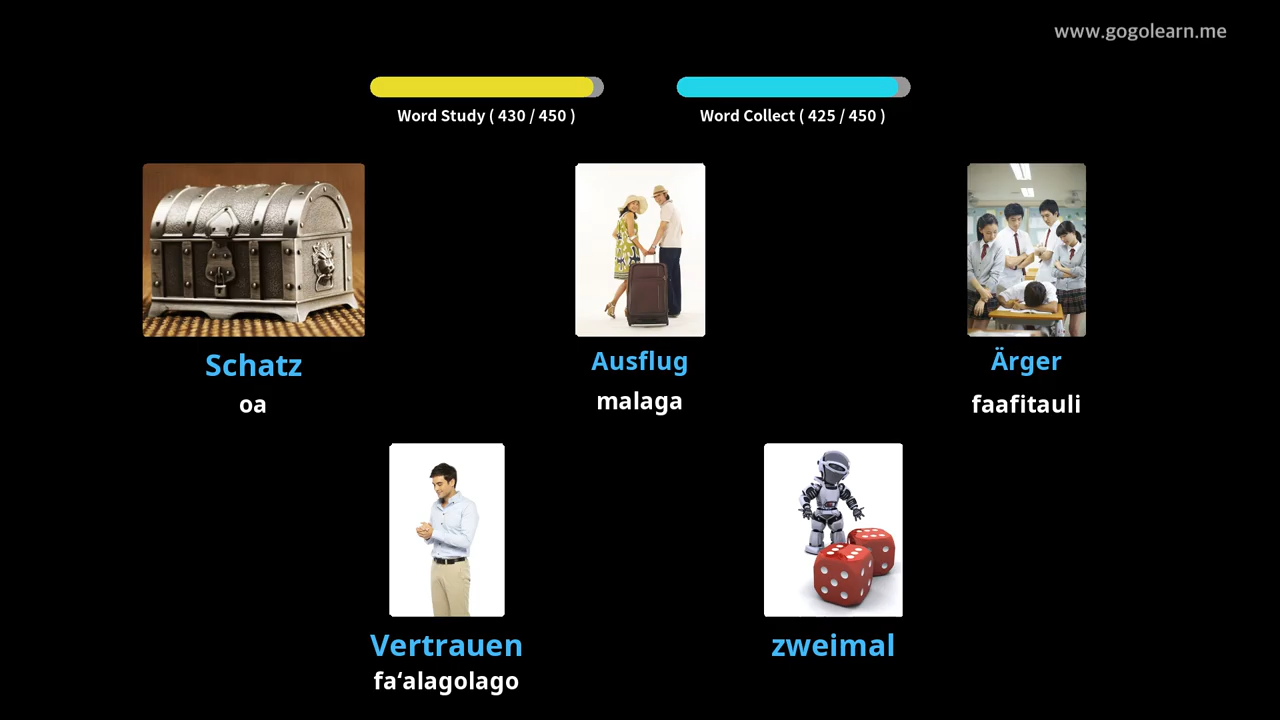 www.gogolearn.me
Word Study ( 430 / 450 )
Word Collect ( 425 / 450 )
Schatz
oa
Ausflug
malaga
Ärger
faafitauli
Vertrauen
fa‘alagolago
zweimal